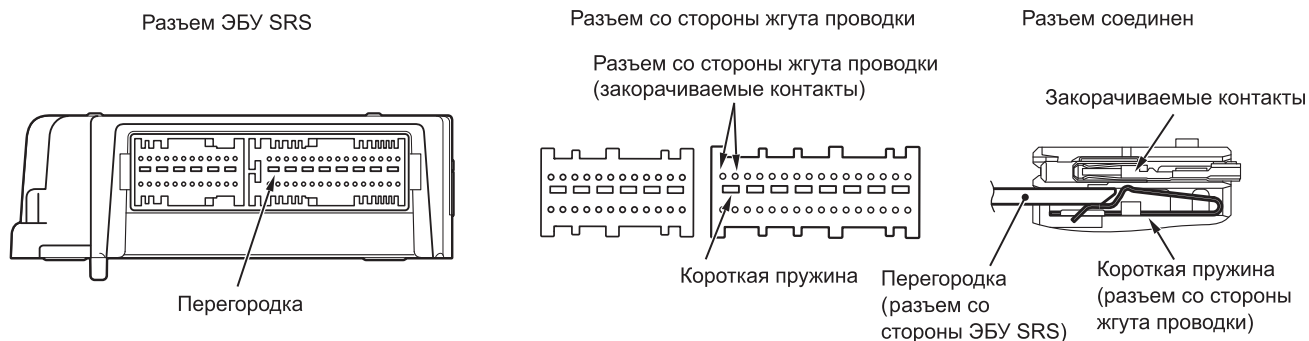 Разъем ЭБУ SRS
Разъем со стороны жгута проводки
Разъем соединен
Разъем со стороны жгута проводки
(закорачиваемые контакты)
Закорачиваемые контакты
Перегородка
Короткая пружина
Перегородка
(разъем со
стороны ЭБУ SRS)
Короткая пружина
(разъем со стороны
жгута проводки)